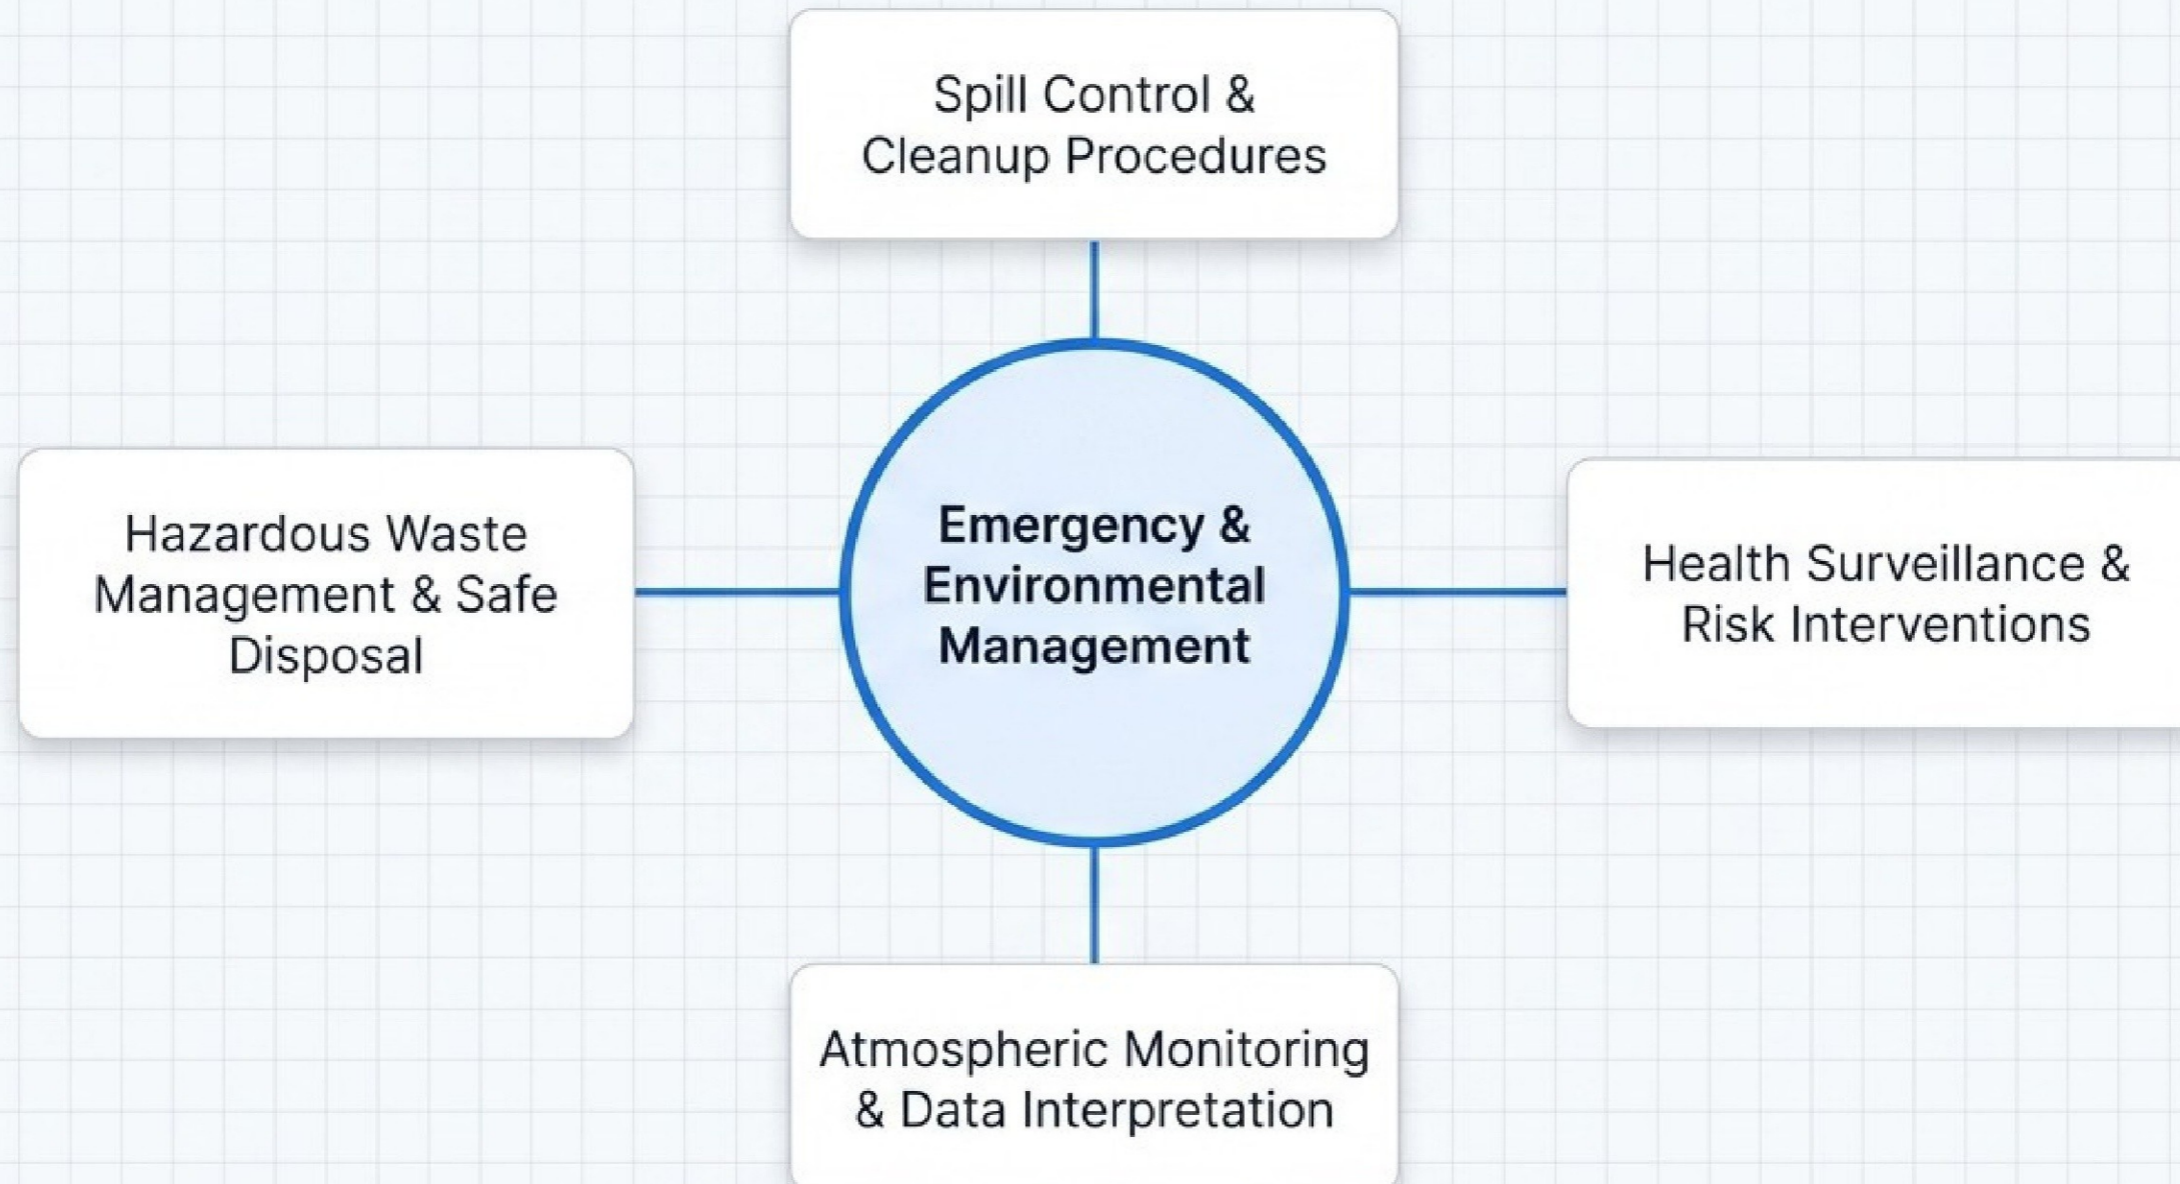 Spill Control &
Cleanup Procedures
Hazardous Waste
Management & Safe
Disposal
Emergency &
Environmental
Management
Health Surveillance &
Risk Interventions
Atmospheric Monitoring
& Data Interpretation